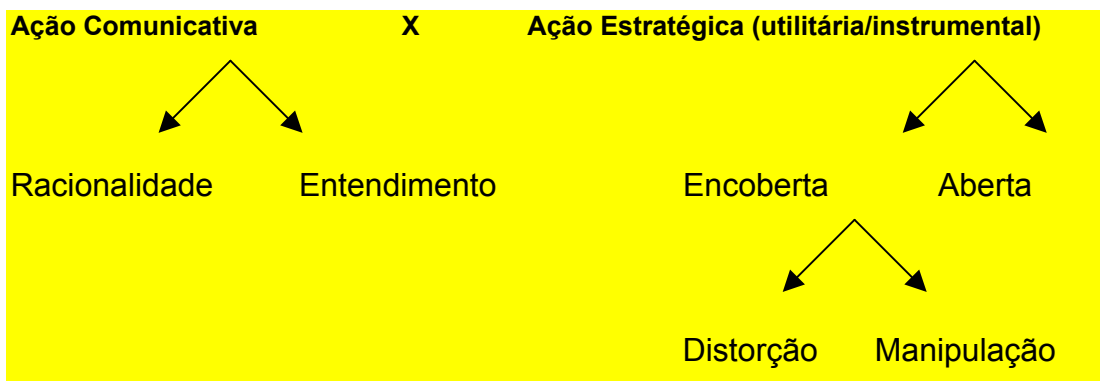 Ação Comunicativa X Ação Estratégica (utilitária/instrumental)
Racionalidade Entendimento Encoberta Aberta
Distorção Manipulação